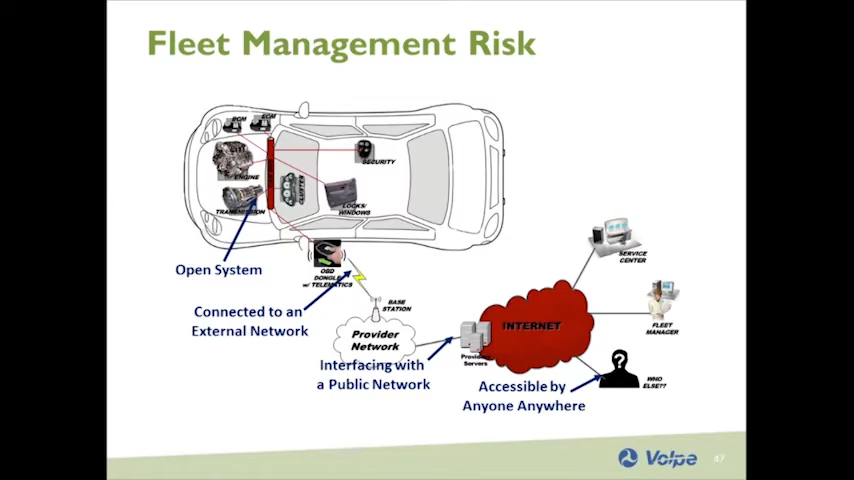 Fleet Management Risk
BCM
ECM
ENGINE
TRANSMISSION
CLUSTER
SECURITY
LOCKS/
WINDOWS
Open System
OBD
DONGLE
w/ TELEMATICS
Connected to an
External Network
BASE
STATION
Provider
Network
Interfacing with
a Public Network
Provider
Servers
INTERNET
SERVICE
CENTER
FLEET
MANAGER
?
WHO
ELSE??
Accessible by
Anyone Anywhere
Volpe
47